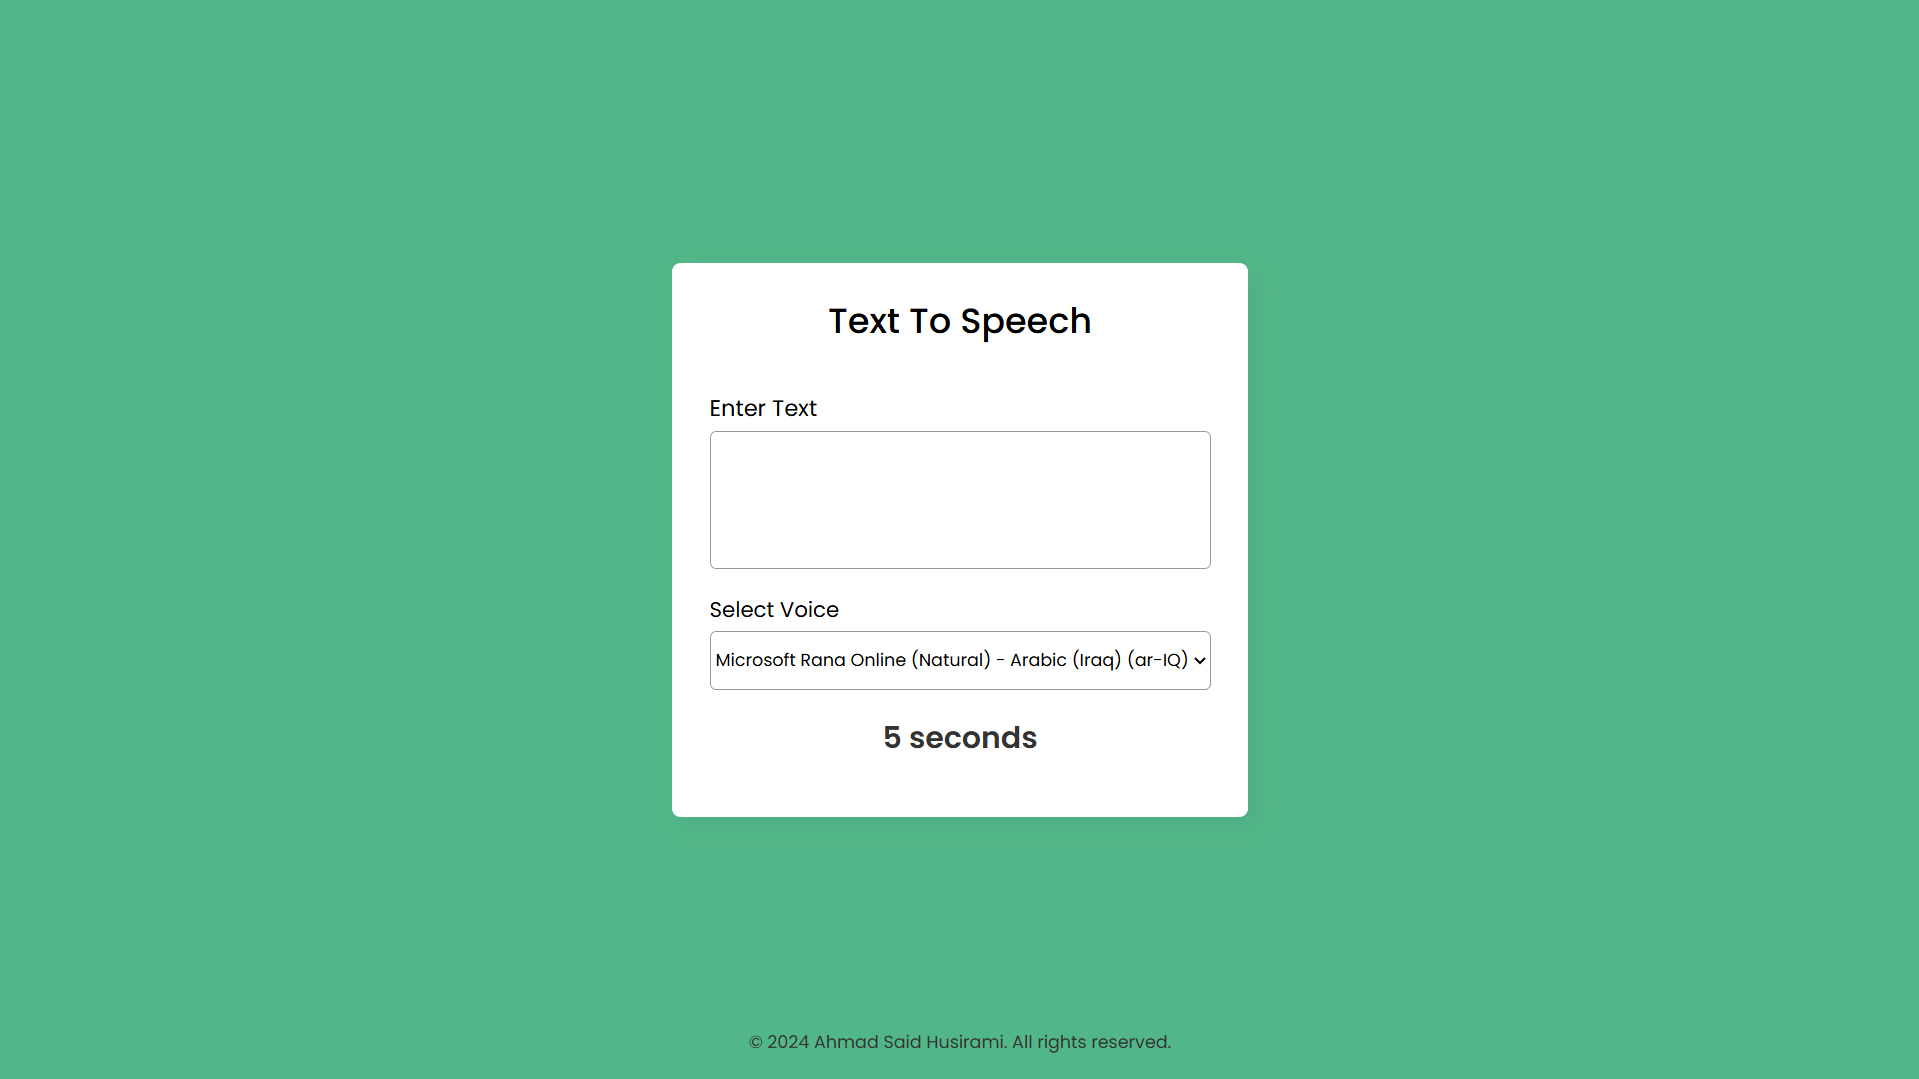 Text To Speech
Enter Text
Select Voice
Microsoft Rana Online (Natural) - Arabic (Iraq) (ar-IQ)
5 seconds
© 2024 Ahmad Said Husirami. All rights reserved.